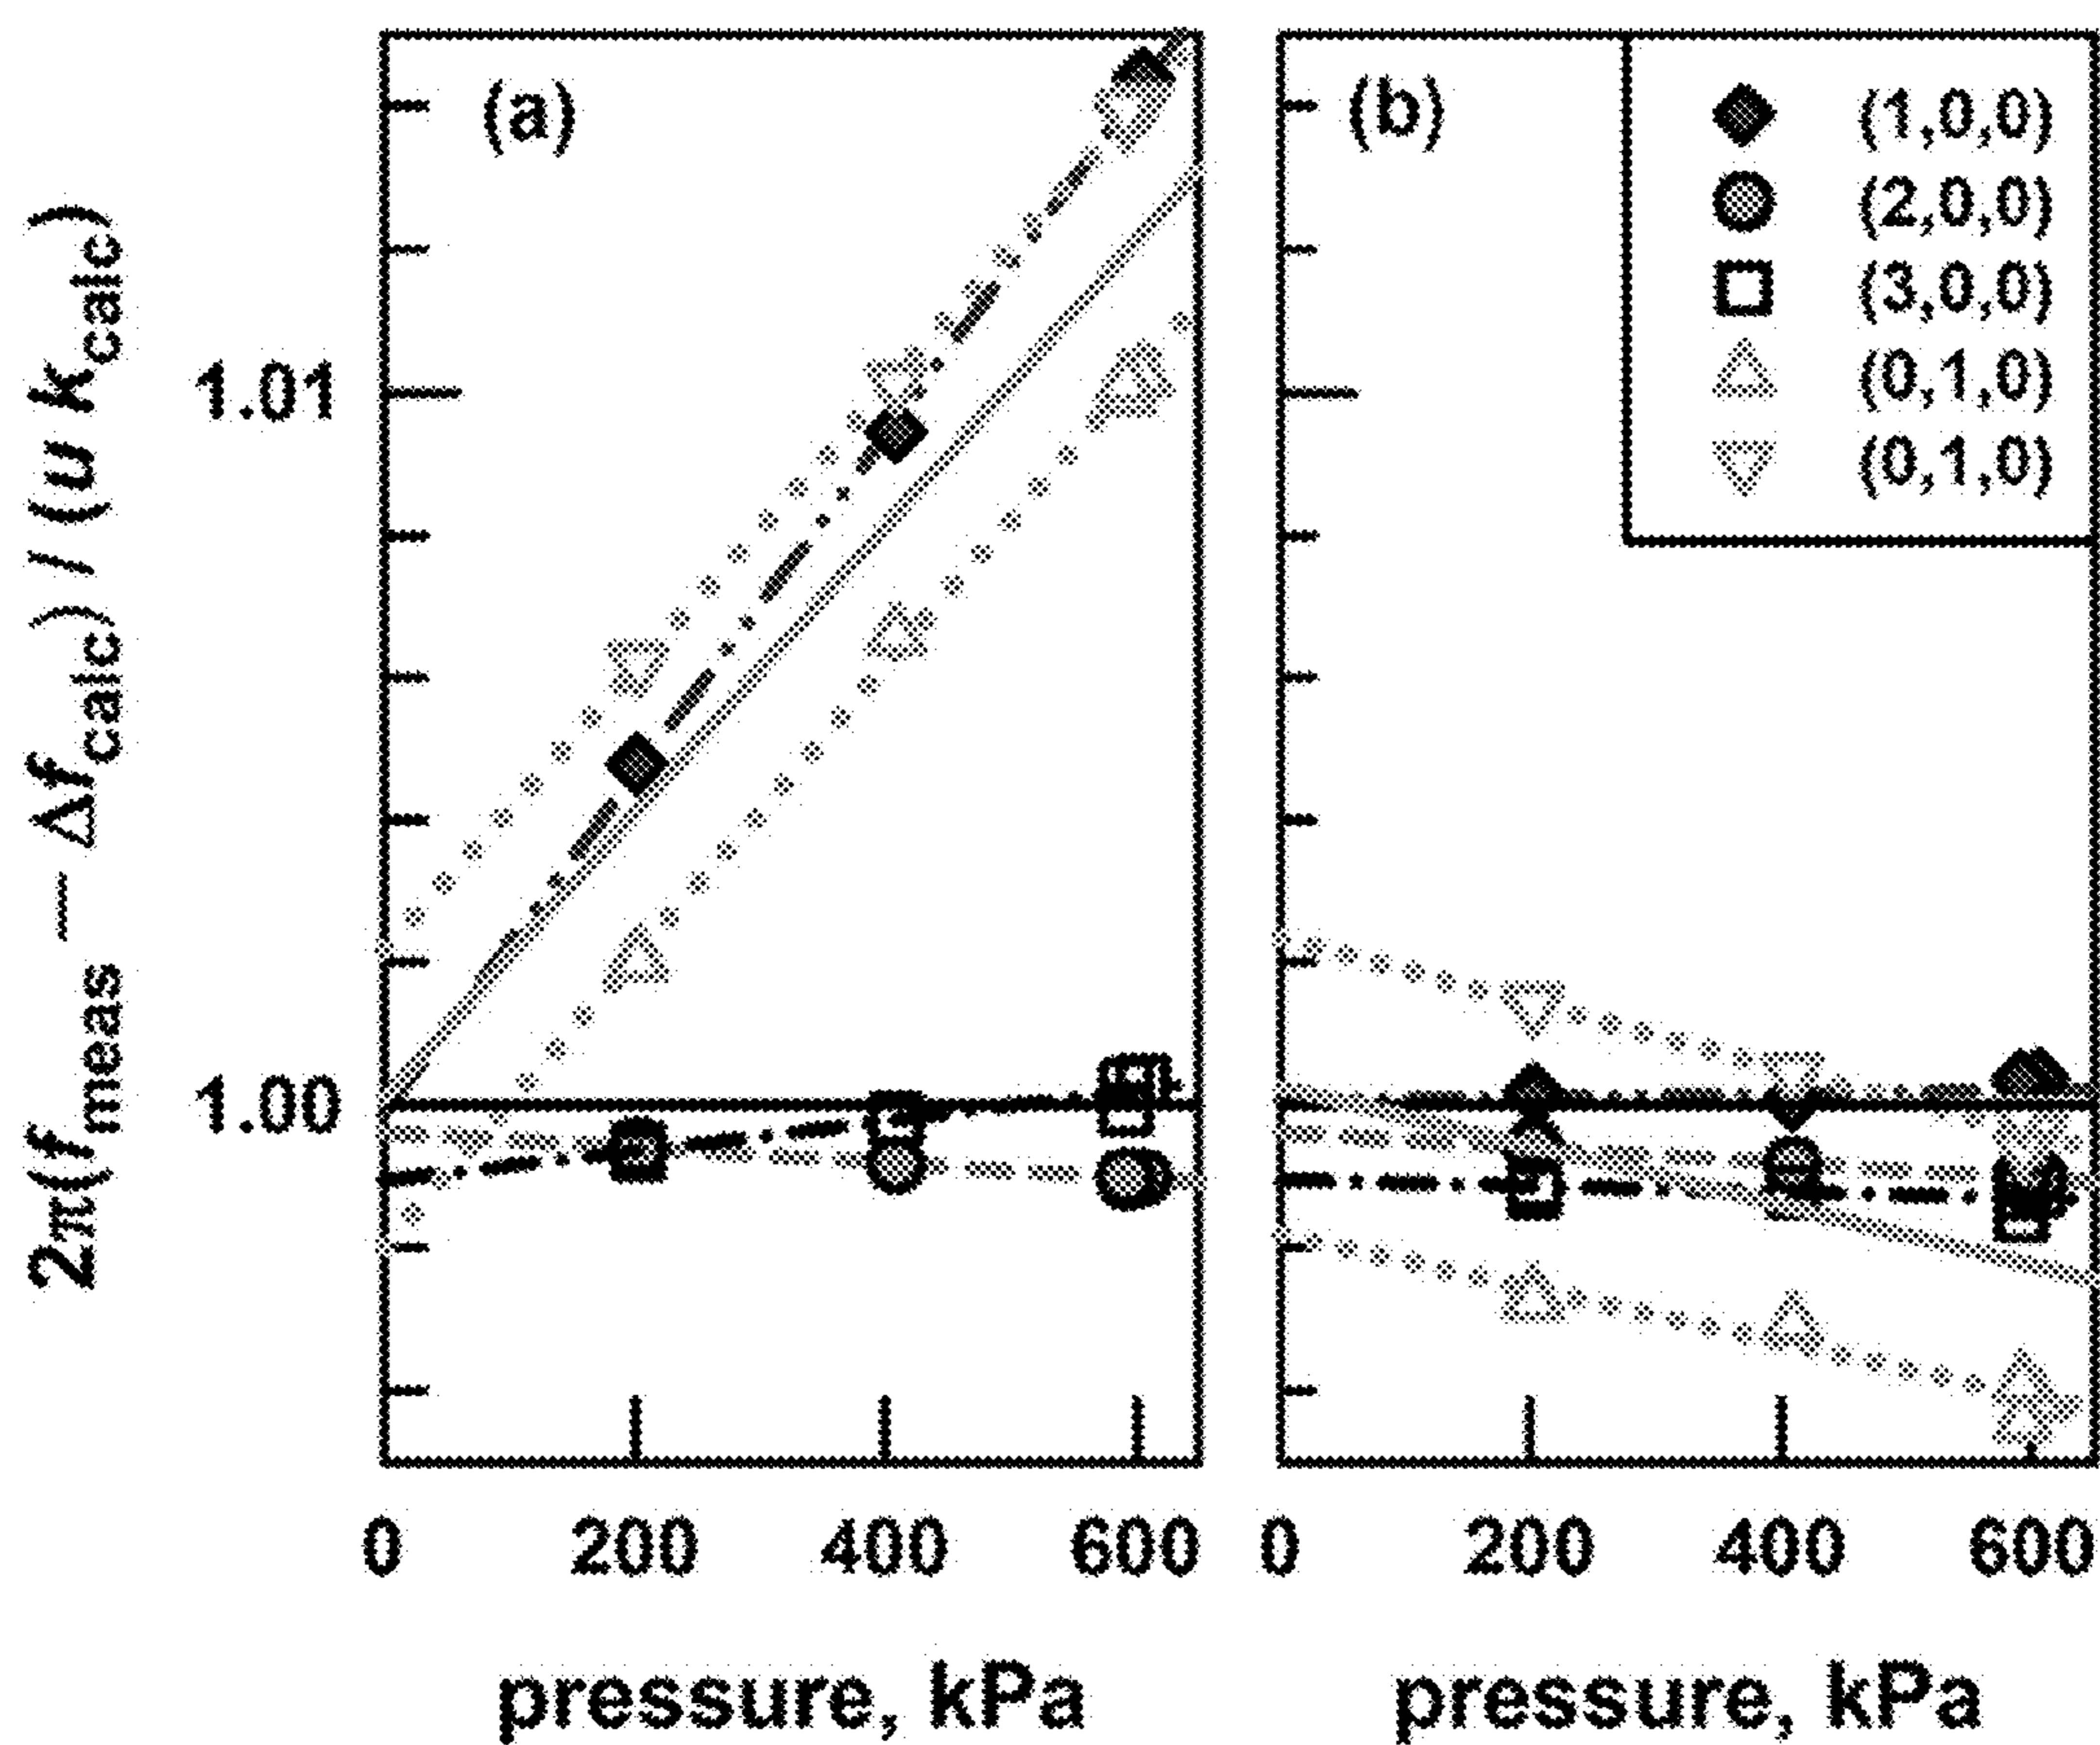 2π(fmeas — Δfcalc) / (u kcalc)
1.01
1.00
(a)
(b)
(1,0,0)
(2,0,0)
(3,0,0)
(0,1,0)
(0,1,0)
0 200 400 600
0 200 400 600
pressure, kPa
pressure, kPa